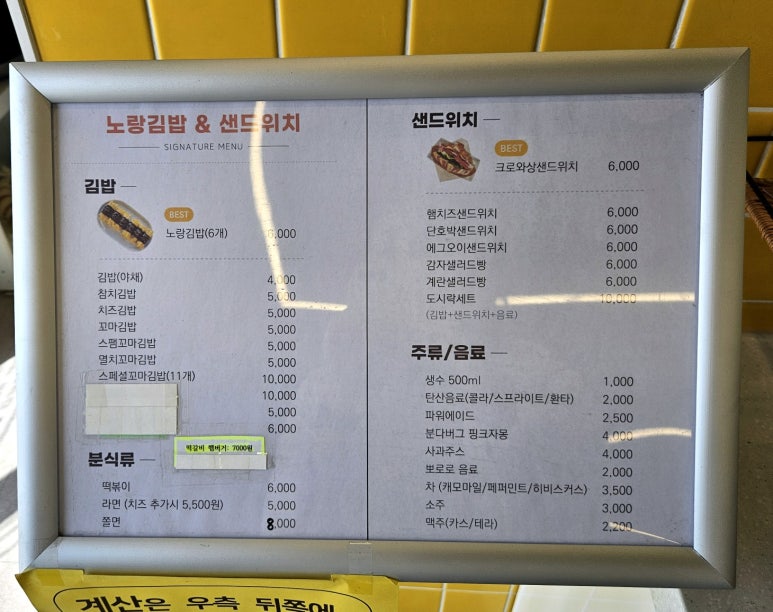 노랑김밥 & 샌드위치
SIGNATURE MENU
김밥
BEST
노랑김밥(6개) 6,000
김밥(야채) 4,000
참치김밥 5,000
치즈김밥 5,000
꼬마김밥 5,000
스팸꼬마김밥 5,000
멸치꼬마김밥 5,000
스페셜꼬마김밥(11개) 10,000
10,000
5,000
6,000
떡갈비 햄버거: 7000원
분식류
떡볶이 6,000
라면 (치즈 추가시 5,500원) 5,000
쫄면 8,000
샌드위치
BEST
크로와상샌드위치 6,000
햄치즈샌드위치 6,000
단호박샌드위치 6,000
에그오이샌드위치 6,000
감자샐러드빵 6,000
계란샐러드빵 6,000
도시락세트 10,000
(김밥+샌드위치+음료)
주류/음료
생수 500ml 1,000
탄산음료(콜라/스프라이트/환타) 2,000
파워에이드 2,500
분다버그 핑크자몽 4,000
사과주스 4,000
뽀로로 음료 2,000
차 (캐모마일/페퍼민트/히비스커스) 3,500
소주 3,000
맥주(카스/테라) 2,200
계산은 우측 뒤쪽에